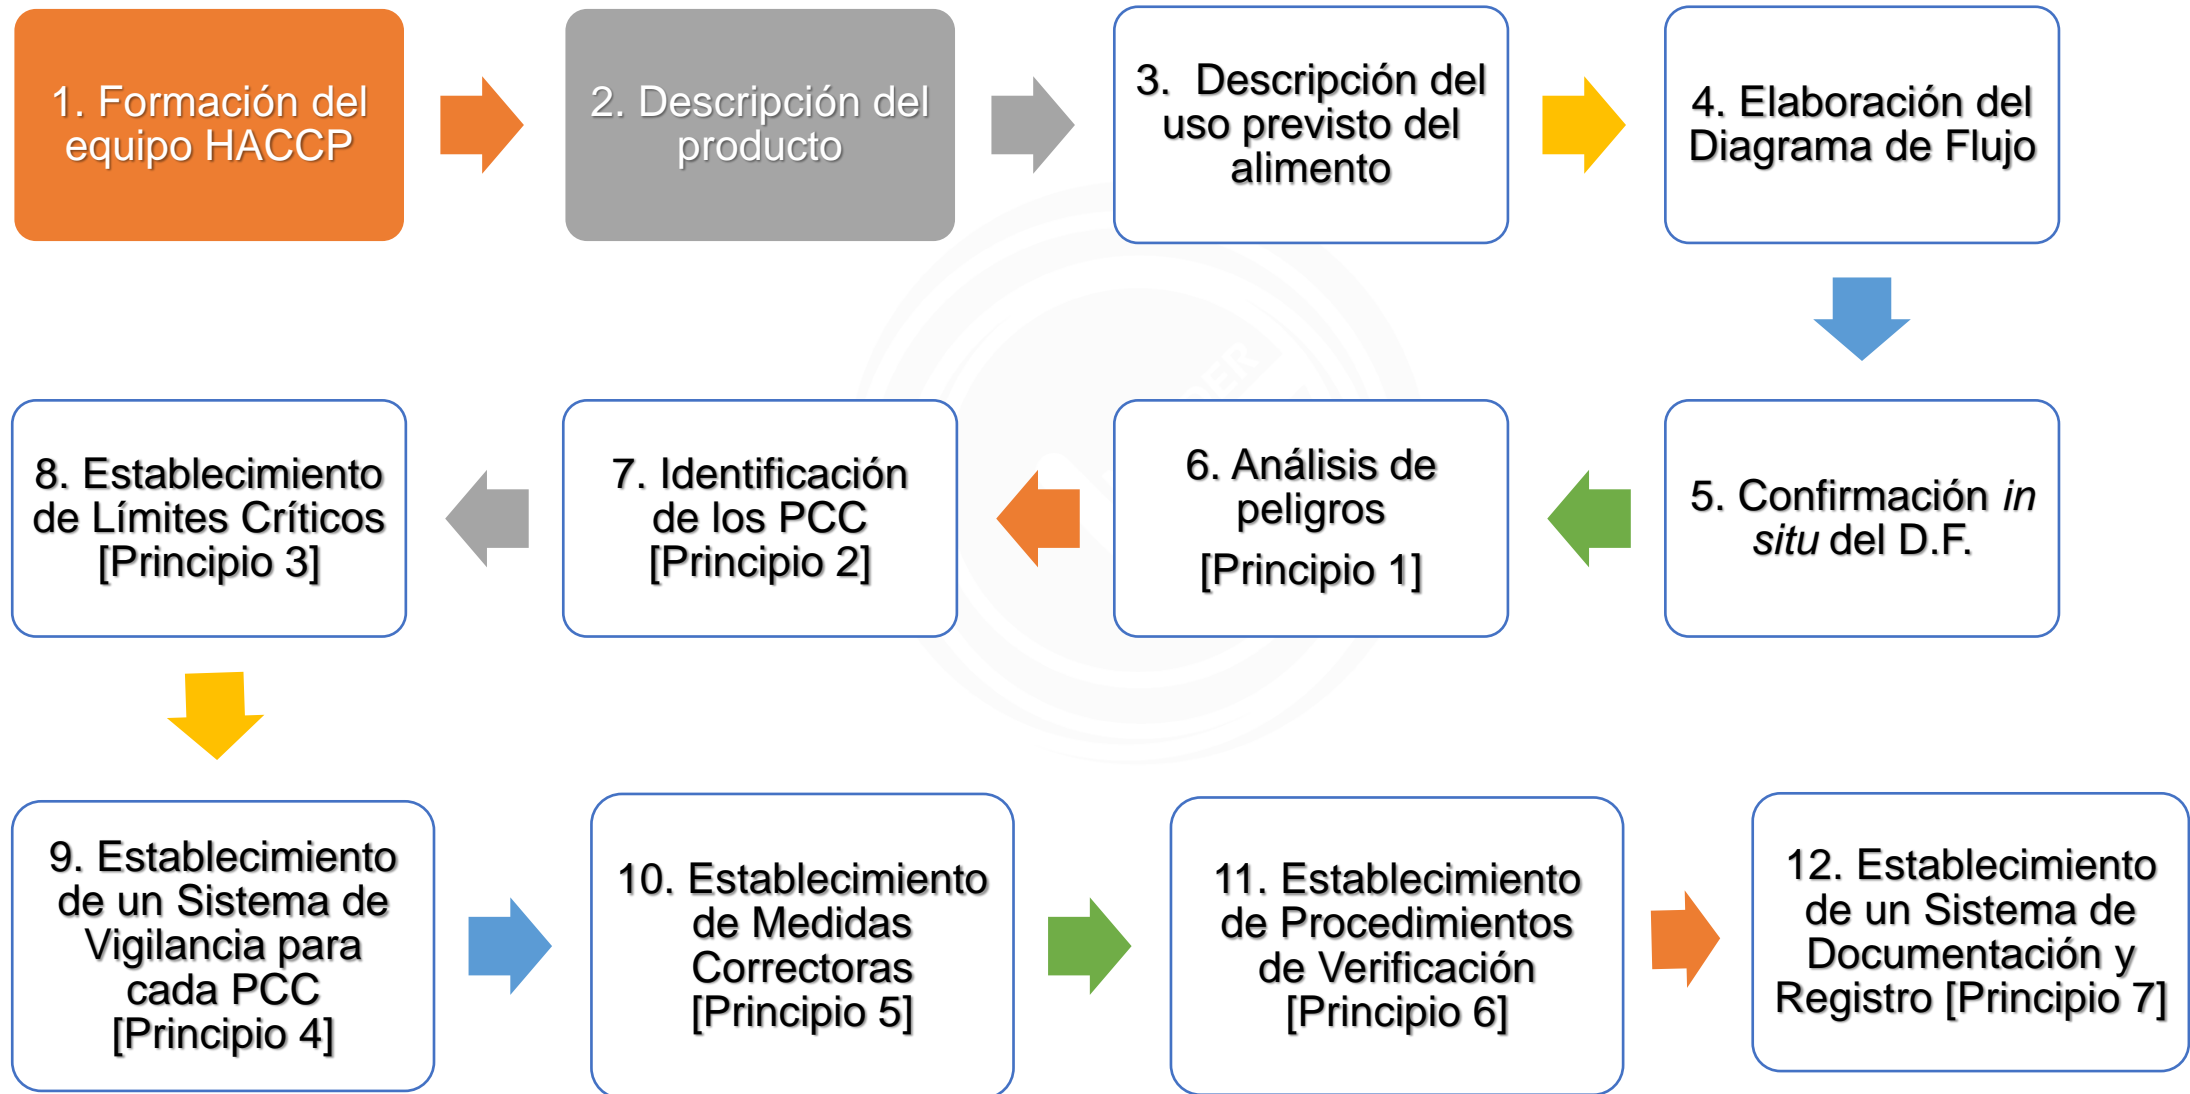 1. Formación del
equipo HACCP
2. Descripción del
producto
3.  Descripción del
uso previsto del
alimento
4. Elaboración del
Diagrama de Flujo
5. Confirmación in
situ del D.F.
6. Análisis de
peligros
[Principio 1]
7. Identificación
de los PCC
[Principio 2]
8. Establecimiento
de Límites Críticos
[Principio 3]
9. Establecimiento
de un Sistema de
Vigilancia para
cada PCC
[Principio 4]
10. Establecimiento
de Medidas
Correctoras
[Principio 5]
11. Establecimiento
de Procedimientos
de Verificación
[Principio 6]
12. Establecimiento
de un Sistema de
Documentación y
Registro [Principio 7]